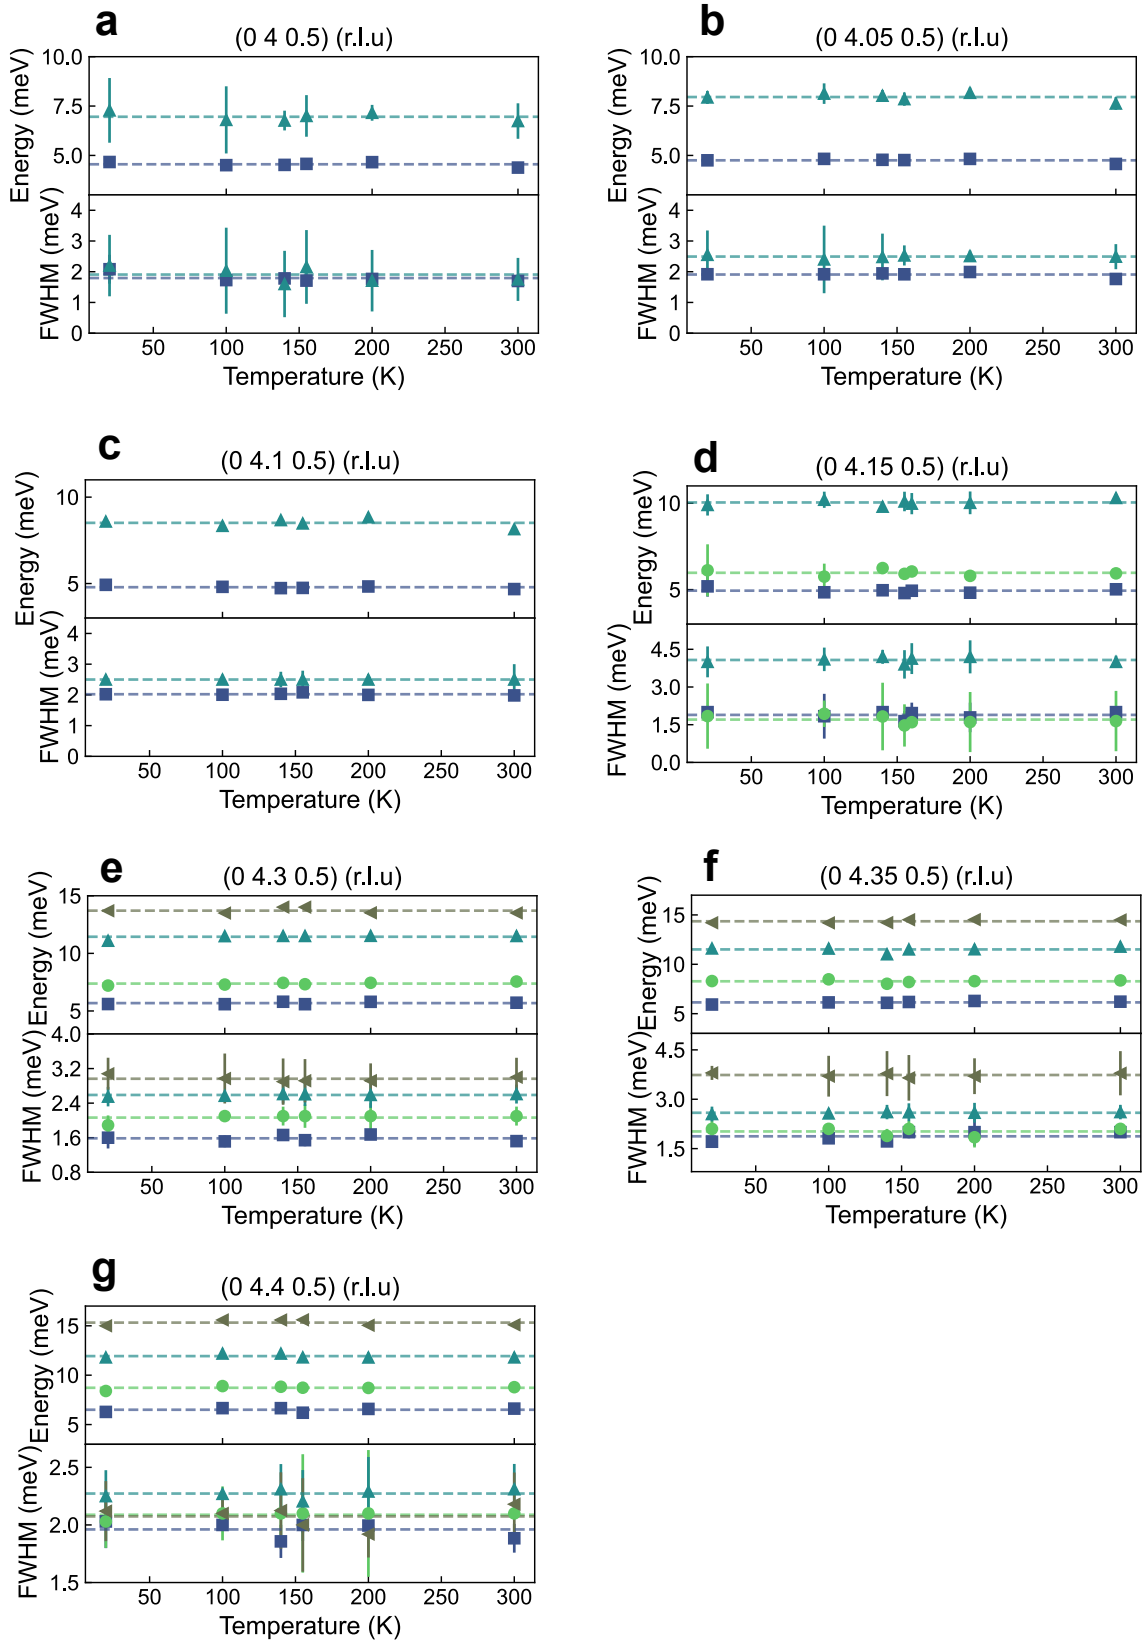 a
(0 4 0.5) (r.l.u)
Energy (meV)
10.0
7.5
5.0
FWHM (meV)
4
3
2
1
0
50 100 150 200 250 300
Temperature (K)
b
(0 4.05 0.5) (r.l.u)
Energy (meV)
10.0
7.5
5.0
FWHM (meV)
4
3
2
1
0
50 100 150 200 250 300
Temperature (K)
c
(0 4.1 0.5) (r.l.u)
Energy (meV)
10
5
FWHM (meV)
4
3
2
1
0
50 100 150 200 250 300
Temperature (K)
d
(0 4.15 0.5) (r.l.u)
Energy (meV)
10
5
FWHM (meV)
4.5
3.0
1.5
0.0
50 100 150 200 250 300
Temperature (K)
e
(0 4.3 0.5) (r.l.u)
Energy (meV)
15
10
5
FWHM (meV)
4.0
3.2
2.4
1.6
0.8
50 100 150 200 250 300
Temperature (K)
f
(0 4.35 0.5) (r.l.u)
Energy (meV)
15
10
5
FWHM (meV)
4.5
3.0
1.5
50 100 150 200 250 300
Temperature (K)
g
(0 4.4 0.5) (r.l.u)
Energy (meV)
15
10
5
FWHM (meV)
2.5
2.0
1.5
50 100 150 200 250 300
Temperature (K)